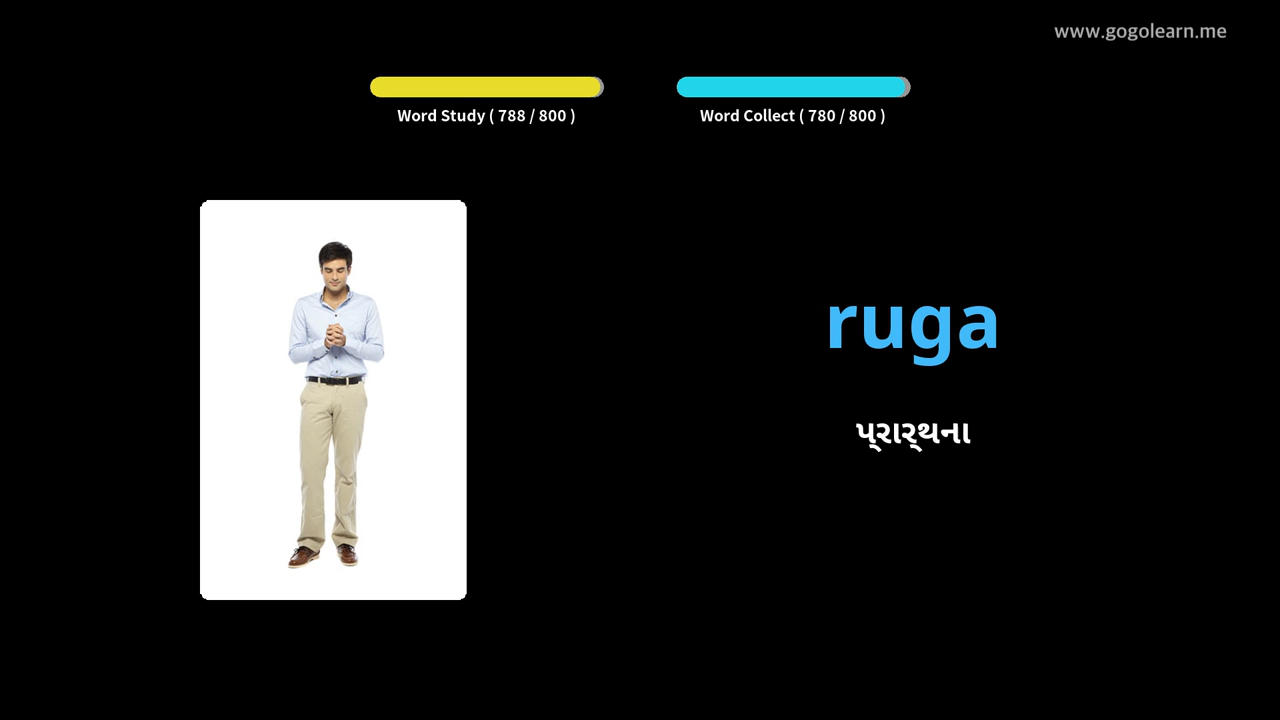 www.gogolearn.me
Word Study ( 788 / 800 )
Word Collect ( 780 / 800 )
ruga
પ્રાર્થના